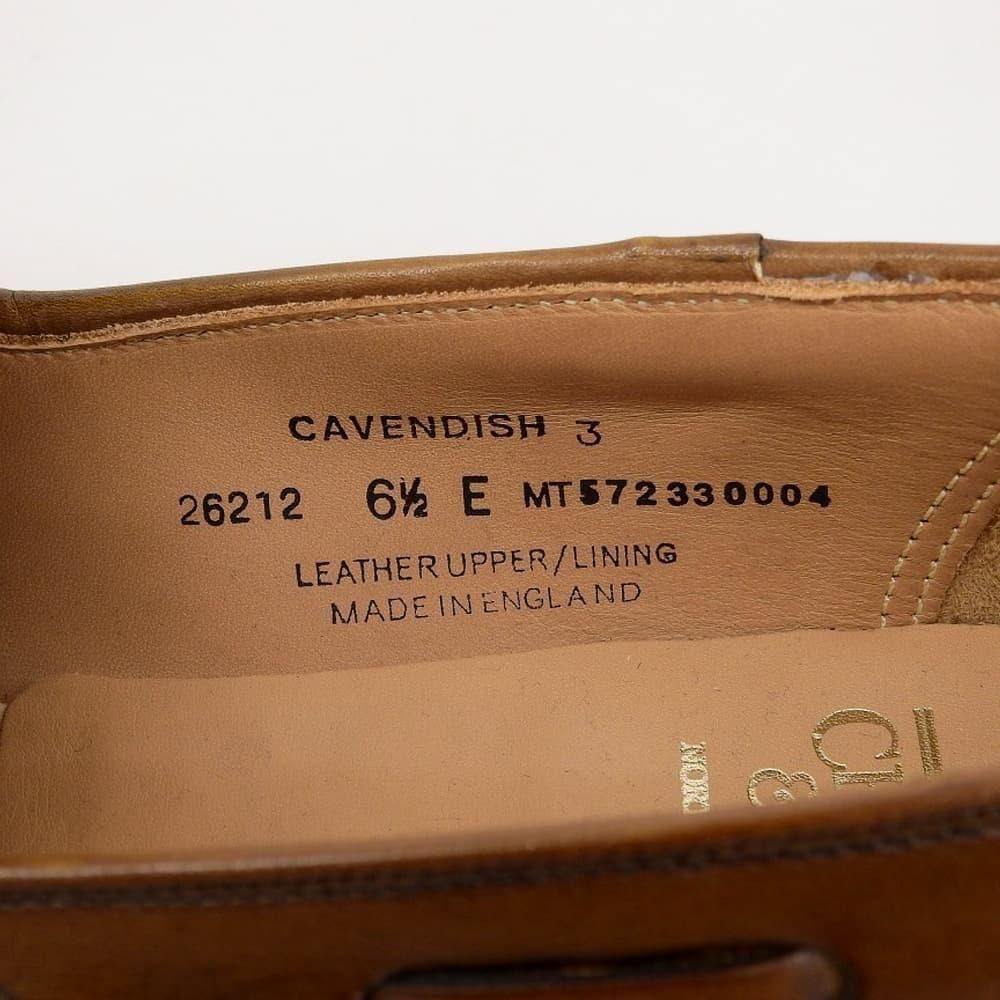 CAVENDISH 3
26212 6½ E MT572330004
LEATHER UPPER/LINING
MADE IN ENGLAND